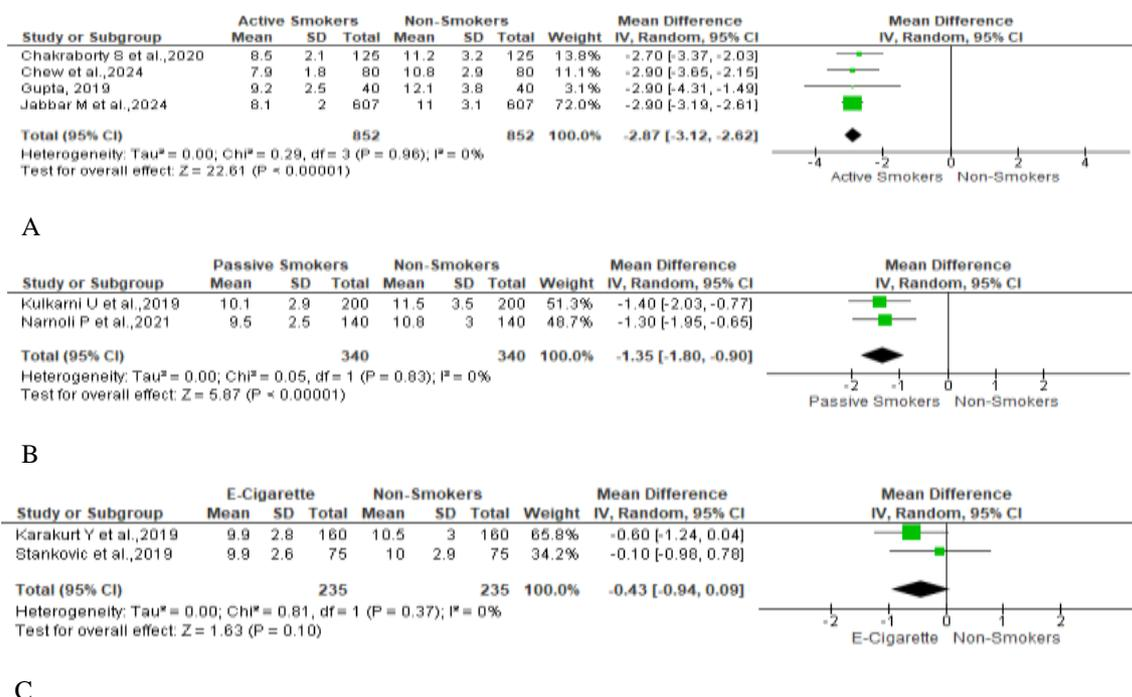 Active Smokers Non-Smokers Mean Difference Mean Difference
Study or Subgroup Mean SD Total Mean SD Total Weight IV, Random, 95% CI IV, Random, 95% CI
Chakraborty S et al.,2020 8.5 2.1 125 11.2 3.2 125 13.8% -2.70 [-3.37, -2.03]
Chew et al.,2024 7.9 1.8 80 10.8 2.9 80 11.1% -2.90 [-3.65, -2.15]
Gupta, 2019 9.2 2.5 40 12.1 3.8 40 3.1% -2.90 [-4.31, -1.49]
Jabbar M et al.,2024 8.1 2 607 11 3.1 607 72.0% -2.90 [-3.19, -2.61]
Total (95% CI) 852 852 100.0% -2.87 [-3.12, -2.62]
Heterogeneity: Tau² = 0.00; Chi² = 0.29, df = 3 (P = 0.96); I² = 0%
Test for overall effect: Z = 22.61 (P < 0.00001)
-4 -2 0 2 4
Active Smokers Non-Smokers
A
Passive Smokers Non-Smokers Mean Difference Mean Difference
Study or Subgroup Mean SD Total Mean SD Total Weight IV, Random, 95% CI IV, Random, 95% CI
Kulkarni U et al.,2019 10.1 2.9 200 11.5 3.5 200 51.3% -1.40 [-2.03, -0.77]
Narnoli P et al.,2021 9.5 2.5 140 10.8 3 140 48.7% -1.30 [-1.95, -0.65]
Total (95% CI) 340 340 100.0% -1.35 [-1.80, -0.90]
Heterogeneity: Tau² = 0.00; Chi² = 0.05, df = 1 (P = 0.83); I² = 0%
Test for overall effect: Z = 5.87 (P < 0.00001)
-2 -1 0 1 2
Passive Smokers Non-Smokers
B
E-Cigarette Non-Smokers Mean Difference Mean Difference
Study or Subgroup Mean SD Total Mean SD Total Weight IV, Random, 95% CI IV, Random, 95% CI
Karakurt Y et al.,2019 9.9 2.8 160 10.5 3 160 65.8% -0.60 [-1.24, 0.04]
Stankovic et al.,2019 9.9 2.6 75 10 2.9 75 34.2% -0.10 [-0.98, 0.78]
Total (95% CI) 235 235 100.0% -0.43 [-0.94, 0.09]
Heterogeneity: Tau² = 0.00; Chi² = 0.81, df = 1 (P = 0.37); I² = 0%
Test for overall effect: Z = 1.63 (P = 0.10)
-2 -1 0 1 2
E-Cigarette Non-Smokers
C